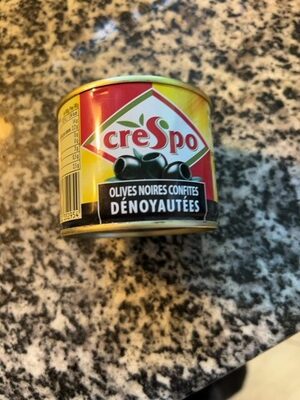 creSpo
OLIVES NOIRES CONFITES
DÉNOYAUTÉES